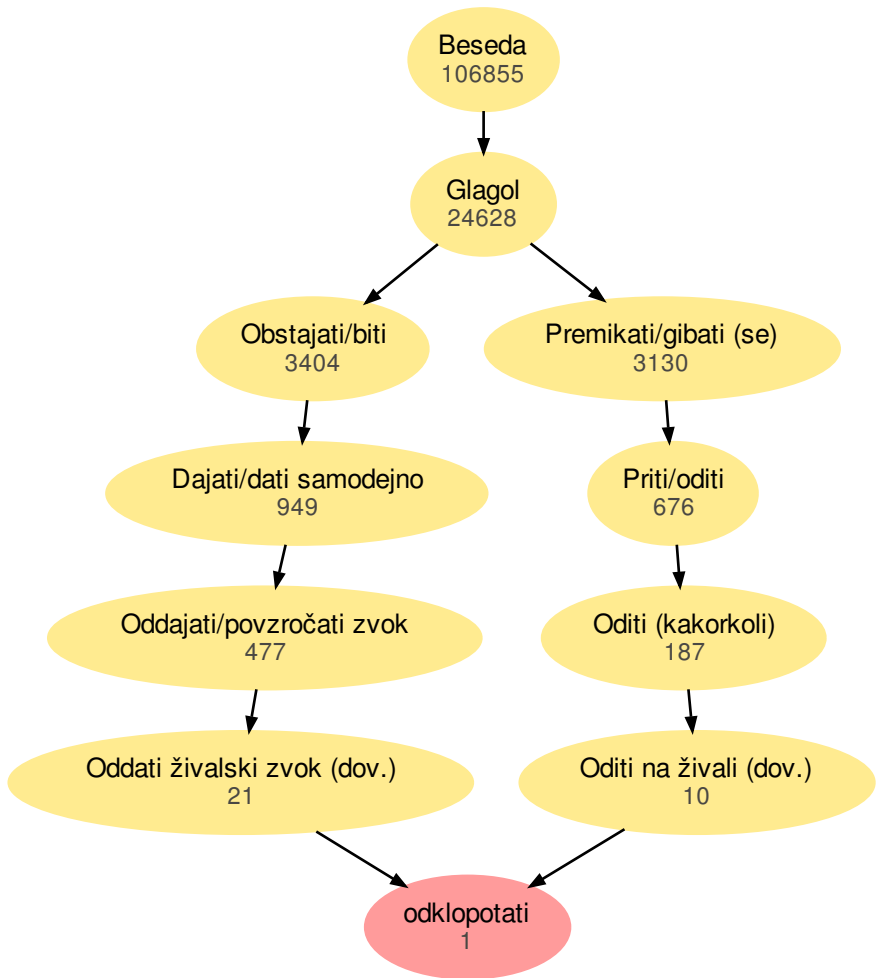 Beseda
106855
Glagol
24628
Obstajati/biti
3404
Premikati/gibati (se)
3130
Dajati/dati samodejno
949
Priti/oditi
676
Oddajati/povzročati zvok
477
Oditi (kakorkoli)
187
Oddati živalski zvok (dov.)
21
Oditi na živali (dov.)
10
odklopotati
1